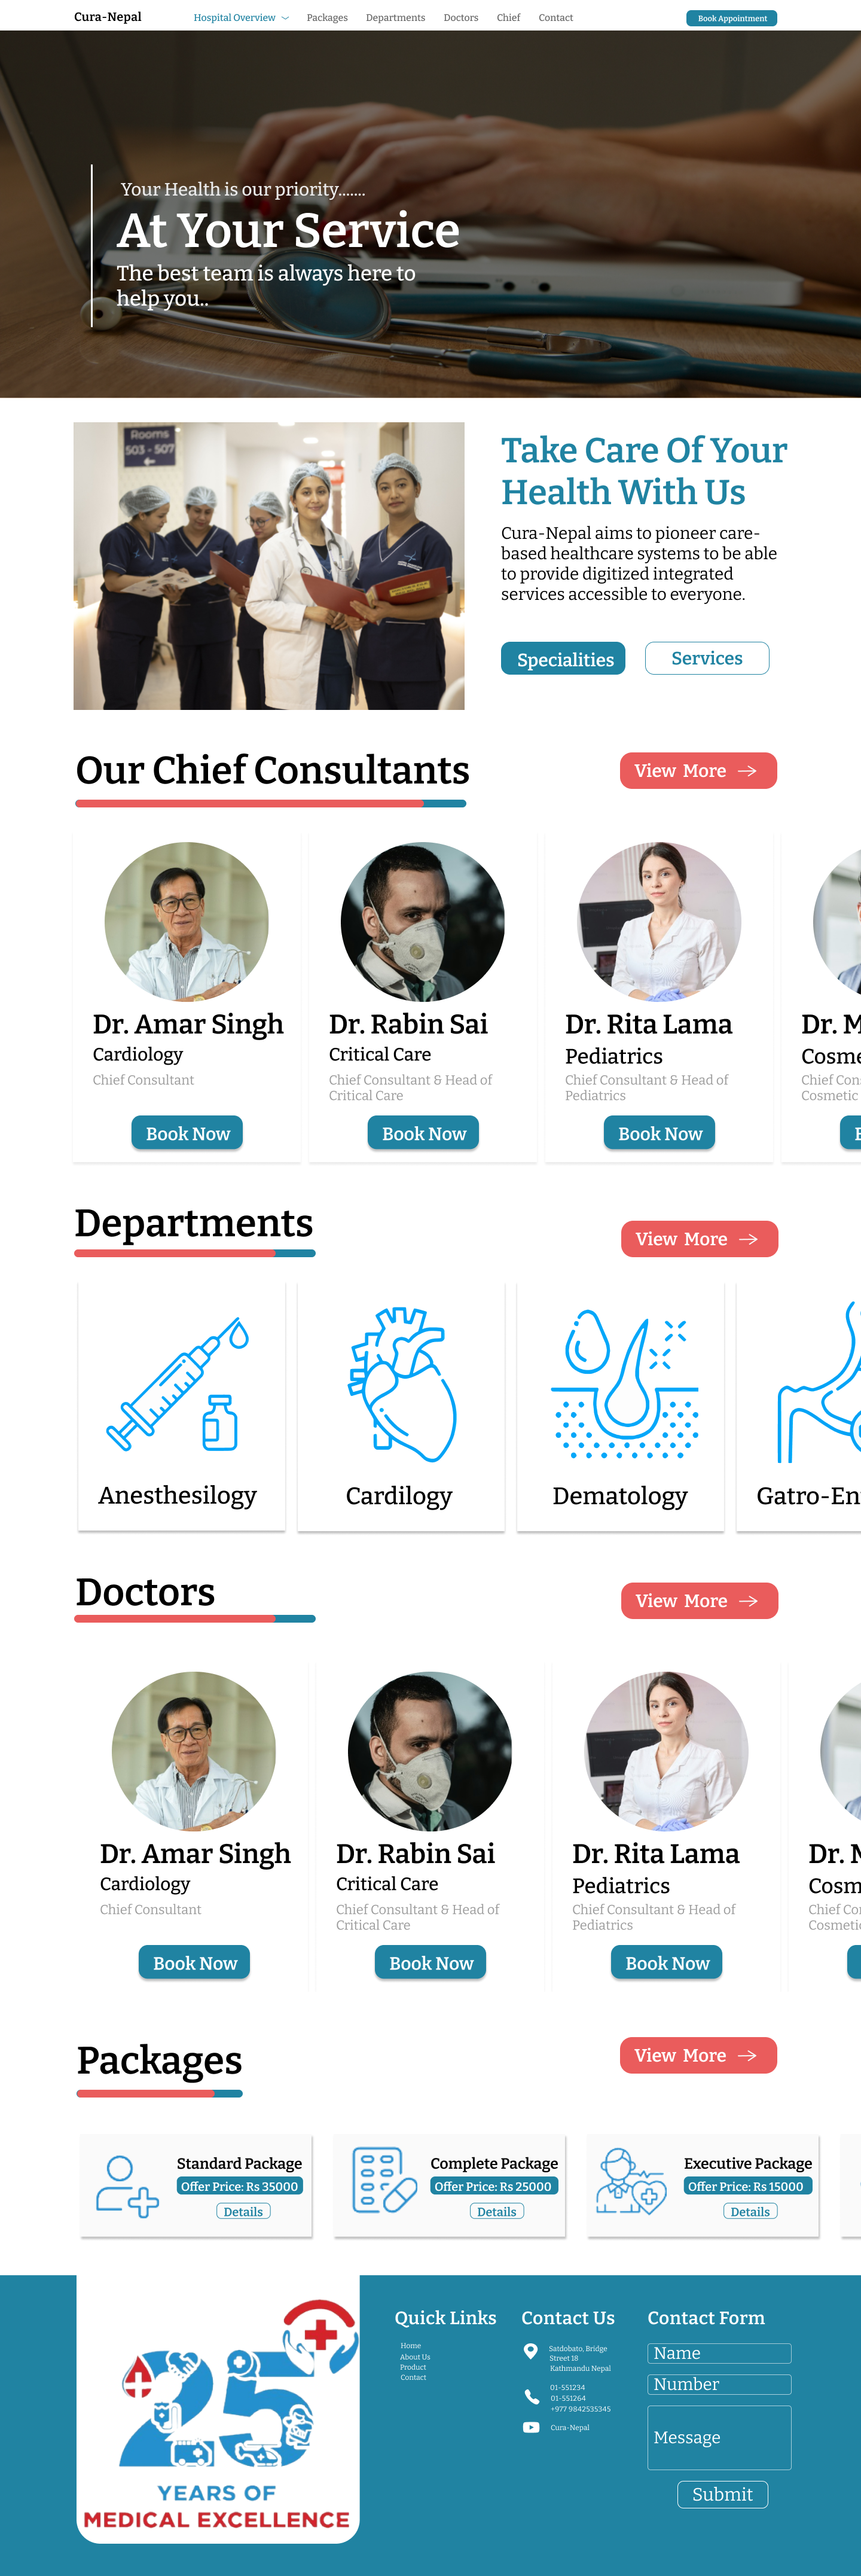 Cura-Nepal
Hospital Overview
Packages
Departments
Doctors
Chief
Contact
Book Appointment
Your Health is our priority.......
At Your Service
The best team is always here to
help you..
Rooms
503 - 507
Take Care Of Your
Health With Us
Cura-Nepal aims to pioneer care-
based healthcare systems to be able
to provide digitized integrated
services accessible to everyone.
Specialities
Services
Our Chief Consultants
View More
Dr. Amar Singh
Cardiology
Chief Consultant
Book Now
Dr. Rabin Sai
Critical Care
Chief Consultant & Head of
Critical Care
Book Now
Dr. Rita Lama
Pediatrics
Chief Consultant & Head of
Pediatrics
Book Now
Dr. M
Cosme
Chief Con
Cosmetic
Departments
View More
Anesthesilogy
Cardilogy
Dematology
Gatro-En
Doctors
View More
Dr. Amar Singh
Cardiology
Chief Consultant
Book Now
Dr. Rabin Sai
Critical Care
Chief Consultant & Head of
Critical Care
Book Now
Dr. Rita Lama
Pediatrics
Chief Consultant & Head of
Pediatrics
Book Now
Dr. M
Cosm
Chief Co
Cosmeti
Packages
View More
Standard Package
Offer Price: Rs 35000
Details
Complete Package
Offer Price: Rs 25000
Details
Executive Package
Offer Price: Rs 15000
Details
25
YEARS OF
MEDICAL EXCELLENCE
Quick Links
Home
About Us
Product
Contact
Contact Us
Satdobato, Bridge
Street 18
Kathmandu Nepal
01-551234
01-551264
+977 9842535345
Cura-Nepal
Contact Form
Name
Number
Message
Submit